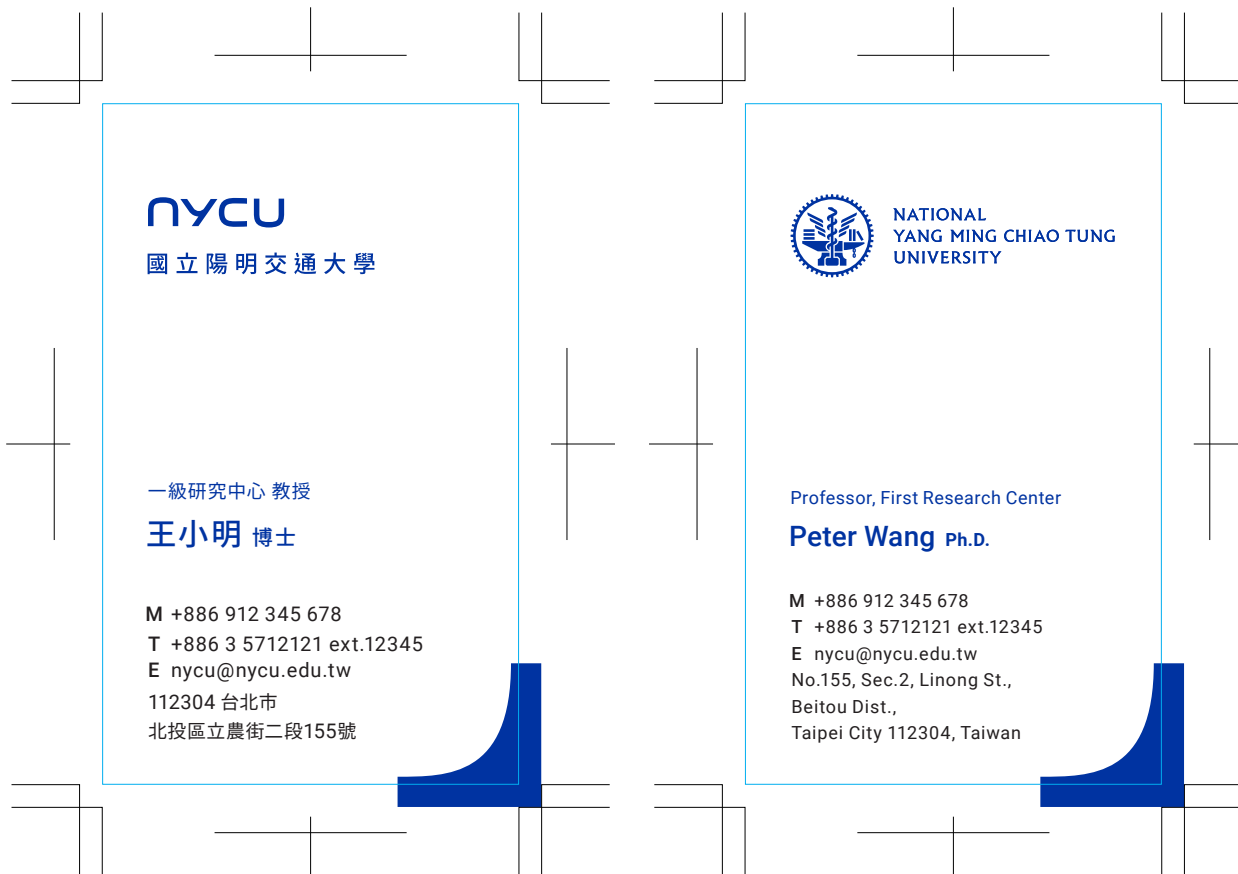 nycu
國立陽明交通大學
一級研究中心 教授
王小明 博士
M +886 912 345 678
T +886 3 5712121 ext.12345
E nycu@nycu.edu.tw
112304 台北市
北投區立農街二段155號
NATIONAL
YANG MING CHIAO TUNG
UNIVERSITY
Professor, First Research Center
Peter Wang Ph.D.
M +886 912 345 678
T +886 3 5712121 ext.12345
E nycu@nycu.edu.tw
No.155, Sec.2, Linong St.,
Beitou Dist.,
Taipei City 112304, Taiwan